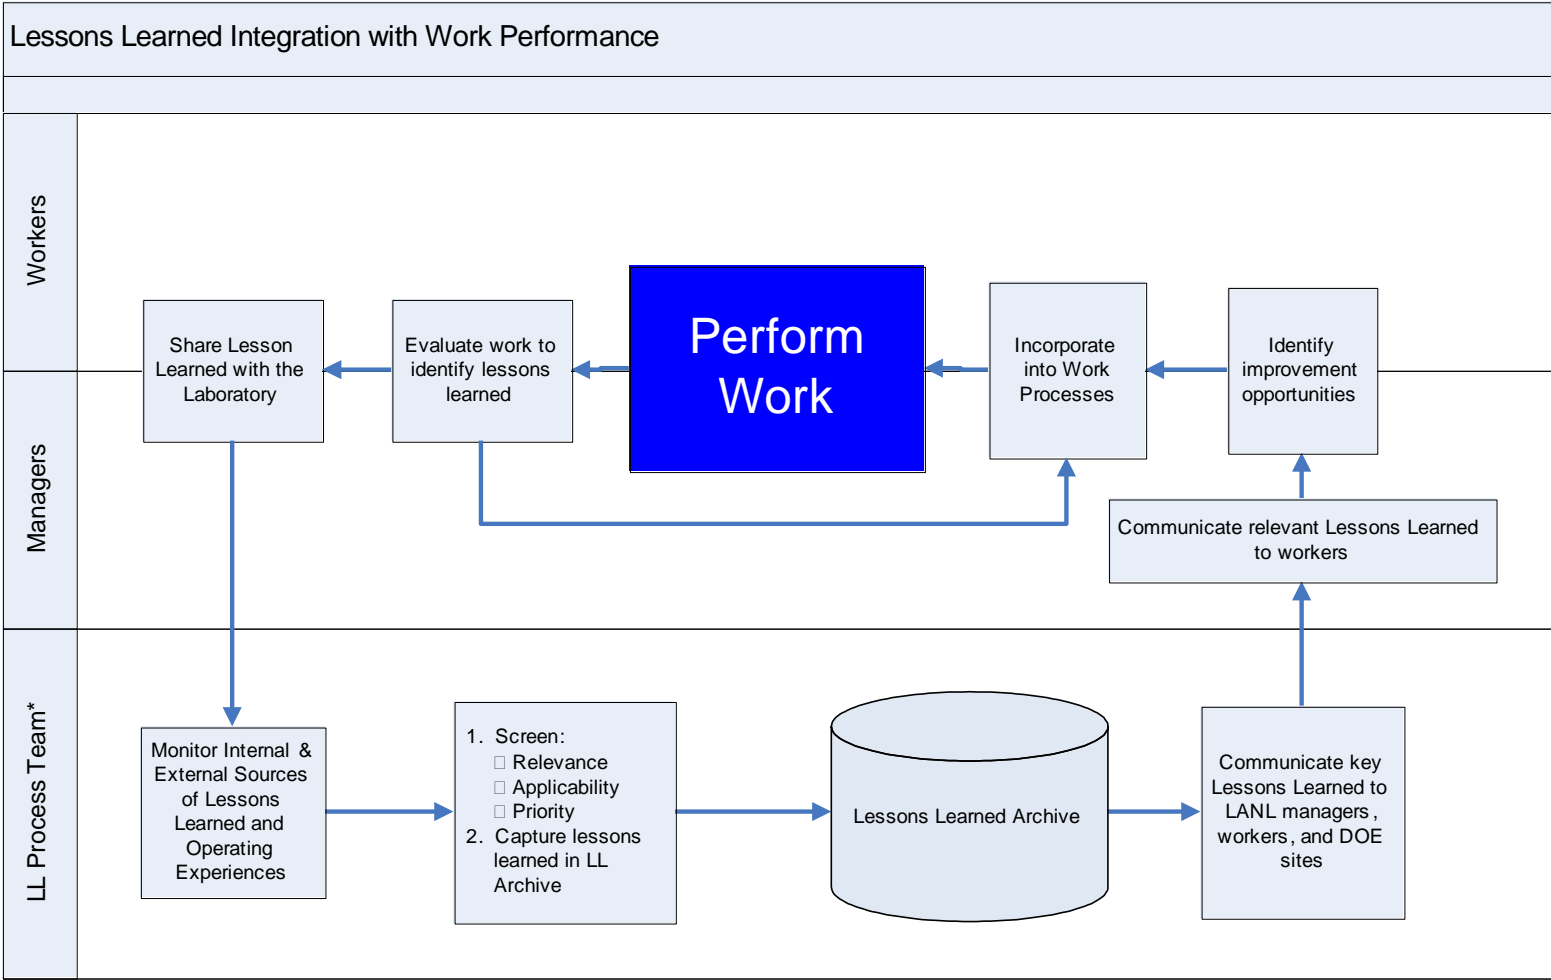 Lessons Learned Integration with Work Performance
Workers
Managers
LL Process Team*
Share Lesson
Learned with the
Laboratory
Evaluate work to
identify lessons
learned
Perform
Work
Incorporate
into Work
Processes
Identify
improvement
opportunities
Communicate relevant Lessons Learned
to workers
Monitor Internal &
External Sources
of Lessons
Learned and
Operating
Experiences
1. Screen:
□ Relevance
□ Applicability
□ Priority
2. Capture lessons
learned in LL
Archive
Lessons Learned Archive
Communicate key
Lessons Learned to
LANL managers,
workers, and DOE
sites